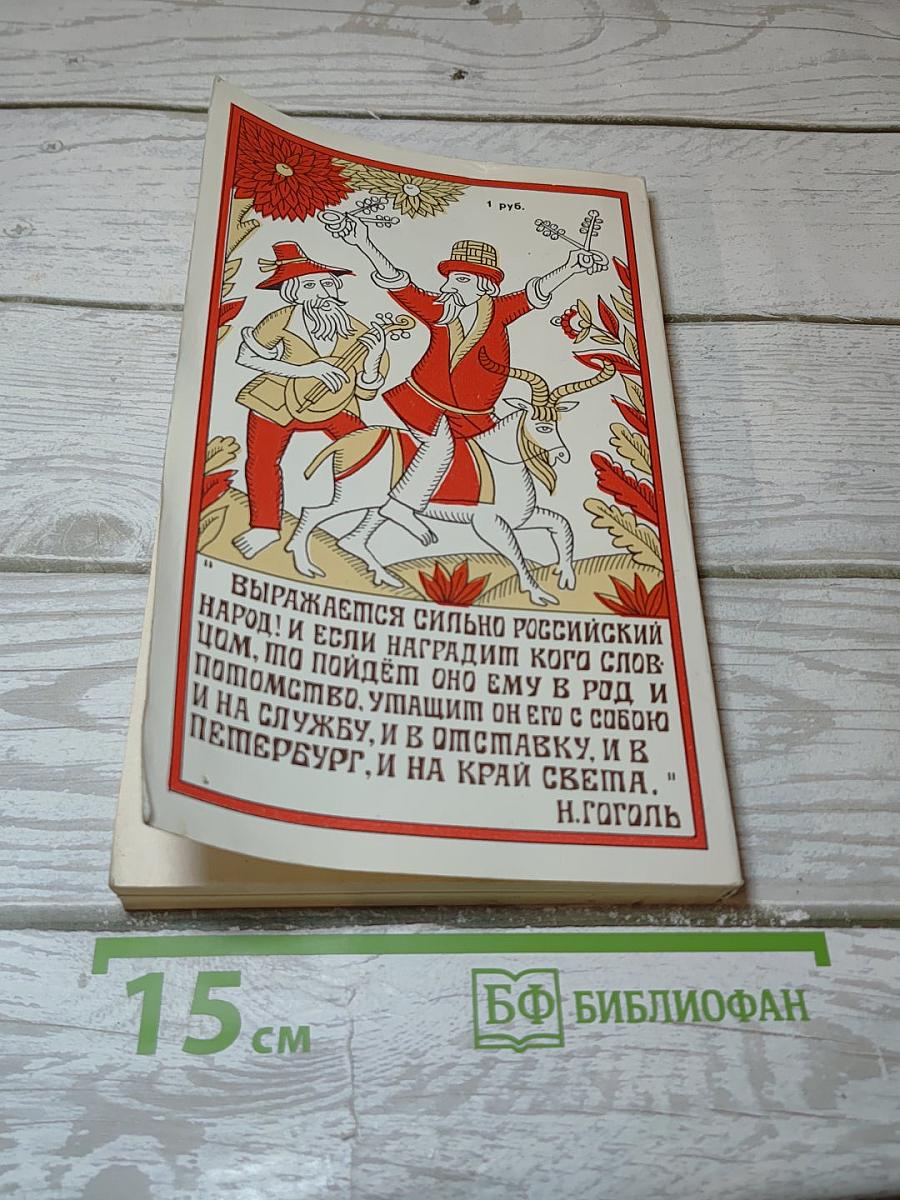 1 руб.
" ВЫРАЖАЕТСЯ СИЛЬНО РОССИЙСКИЙ
НАРОД! И ЕСЛИ НАГРАДИТ КОГО СЛОВ-
ЦОМ, ТО ПОЙДЁТ ОНО ЕМУ В РОД И
ПОТОМСТВО, УТАЩИТ ОН ЕГО С СОБОЮ
И НА СЛУЖБУ, И В ОТСТАВКУ, И В
ПЕТЕРБУРГ, И НА КРАЙ СВЕТА. "
Н. ГОГОЛЬ
15 см
БФ БИБЛИОФАН